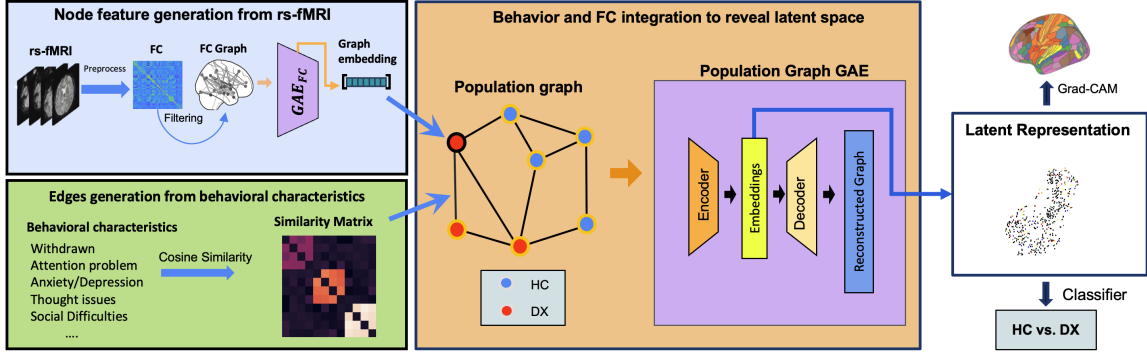 Node feature generation from rs-fMRI
rs-fMRI
Preprocess
FC
Filtering
FC Graph
GAE_FC
Graph
embedding
Edges generation from behavioral characteristics
Behavioral characteristics
Withdrawn
Attention problem
Anxiety/Depression
Thought issues
Social Difficulties
....
Cosine Similarity
Similarity Matrix
Behavior and FC integration to reveal latent space
Population graph
HC
DX
Population Graph GAE
Encoder
Embeddings
Decoder
Reconstructed Graph
Grad-CAM
Latent Representation
Classifier
HC vs. DX